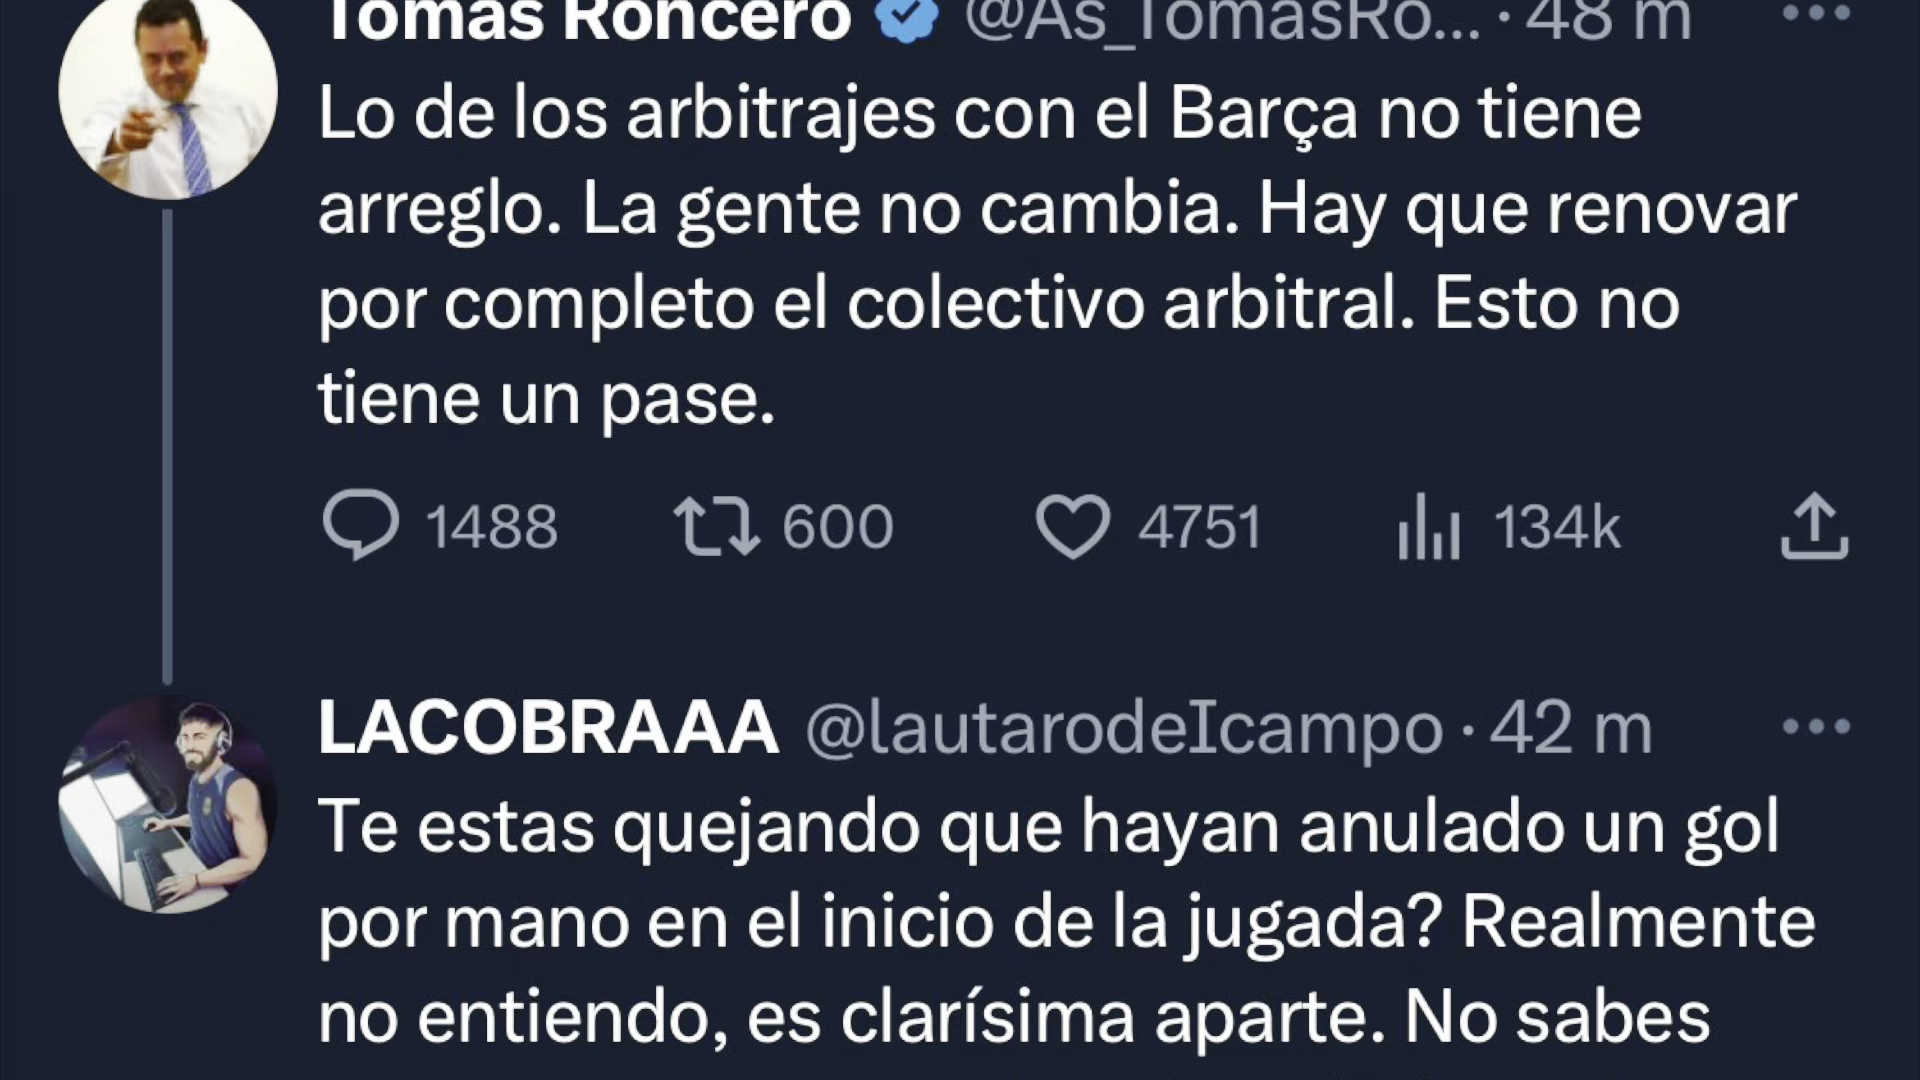 Tomás Roncero @As_TomasRo... · 48 m
Lo de los arbitrajes con el Barça no tiene
arreglo. La gente no cambia. Hay que renovar
por completo el colectivo arbitral. Esto no
tiene un pase.
1488 600 4751 134k
LACOBRAAA @lautarodeIcampo · 42 m
Te estas quejando que hayan anulado un gol
por mano en el inicio de la jugada? Realmente
no entiendo, es clarísima aparte. No sabes